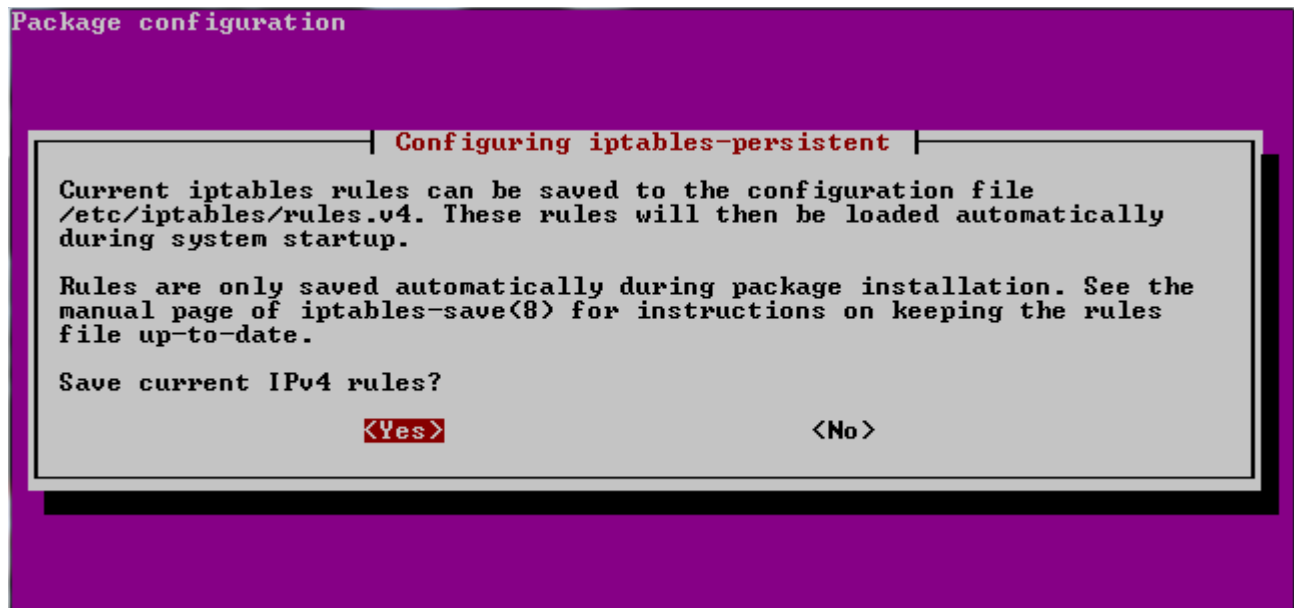 Package configuration
Configuring iptables-persistent
Current iptables rules can be saved to the configuration file
/etc/iptables/rules.v4. These rules will then be loaded automatically
during system startup.
Rules are only saved automatically during package installation. See the
manual page of iptables-save(8) for instructions on keeping the rules
file up-to-date.
Save current IPv4 rules?
<Yes> <No>